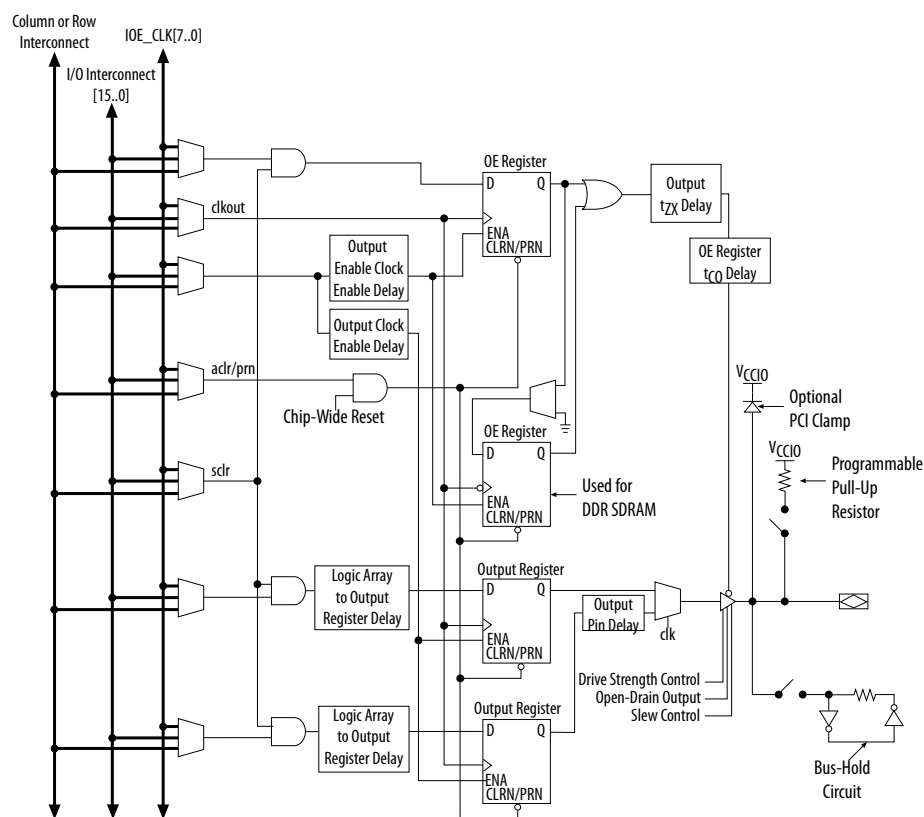 Column or Row
Interconnect
IOE_CLK[7..0]
I/O Interconnect
[15..0]
OE Register
D Q
ENA
CLRN/PRN
Output
tZX Delay
clkout
Output
Enable Clock
Enable Delay
OE Register
tCO Delay
Output Clock
Enable Delay
aclr/prn
Chip-Wide Reset
VCCIO
Optional
PCI Clamp
OE Register
D Q
ENA
CLRN/PRN
Used for
DDR SDRAM
VCCIO
Programmable
Pull-Up
Resistor
sclr
Logic Array
to Output
Register Delay
Output Register
D Q
ENA
CLRN/PRN
Output
Pin Delay
clk
Drive Strength Control
Open-Drain Output
Slew Control
Logic Array
to Output
Register Delay
Output Register
D Q
ENA
CLRN/PRN
Bus-Hold
Circuit